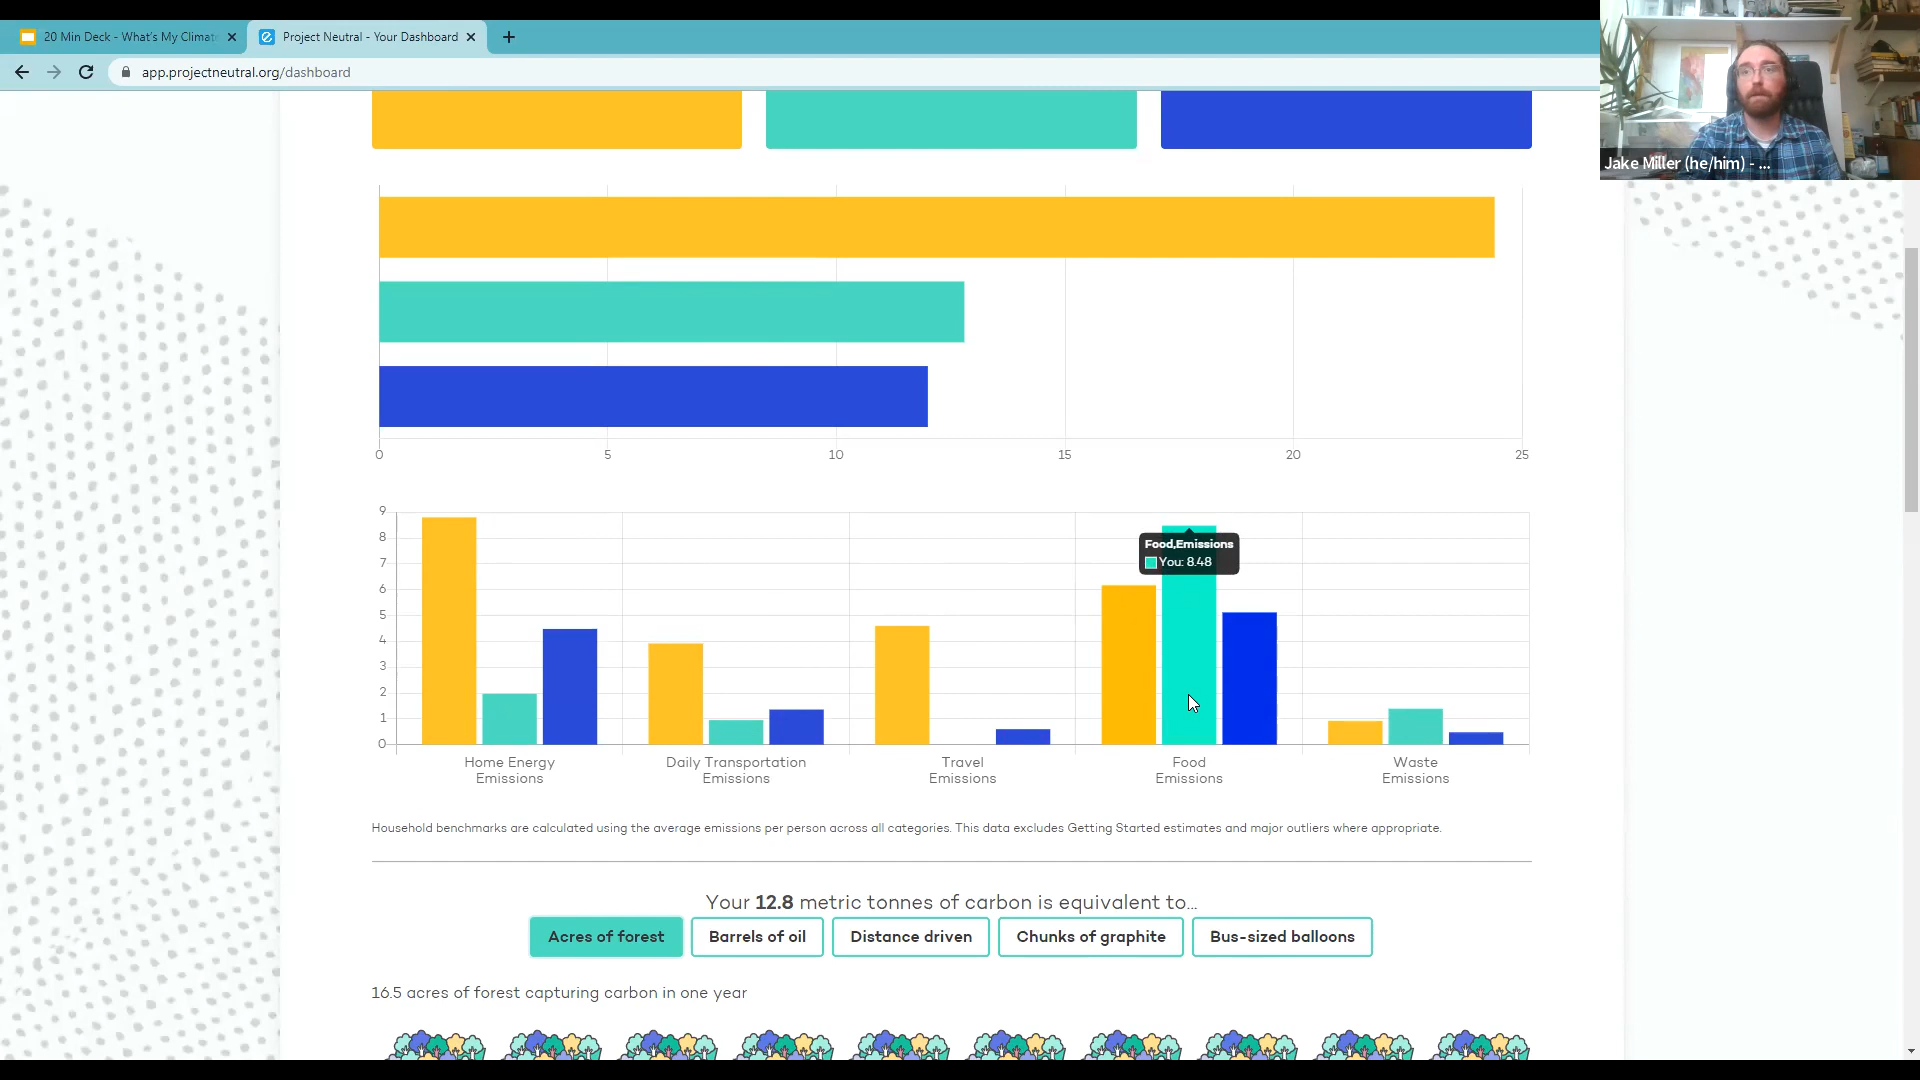 20 Min Deck - What's My Climat
Project Neutral - Your Dashboard
app.projectneutral.org/dashboard
Jake Miller (he/him) - ...
0 5 10 15 20 25
9
8
7
6
5
4
3
2
1
0
Food,Emissions
You: 8.48
Home Energy
Emissions
Daily Transportation
Emissions
Travel
Emissions
Food
Emissions
Waste
Emissions
Household benchmarks are calculated using the average emissions per person across all categories. This data excludes Getting Started estimates and major outliers where appropriate.
Your 12.8 metric tonnes of carbon is equivalent to...
Acres of forest
Barrels of oil
Distance driven
Chunks of graphite
Bus-sized balloons
16.5 acres of forest capturing carbon in one year